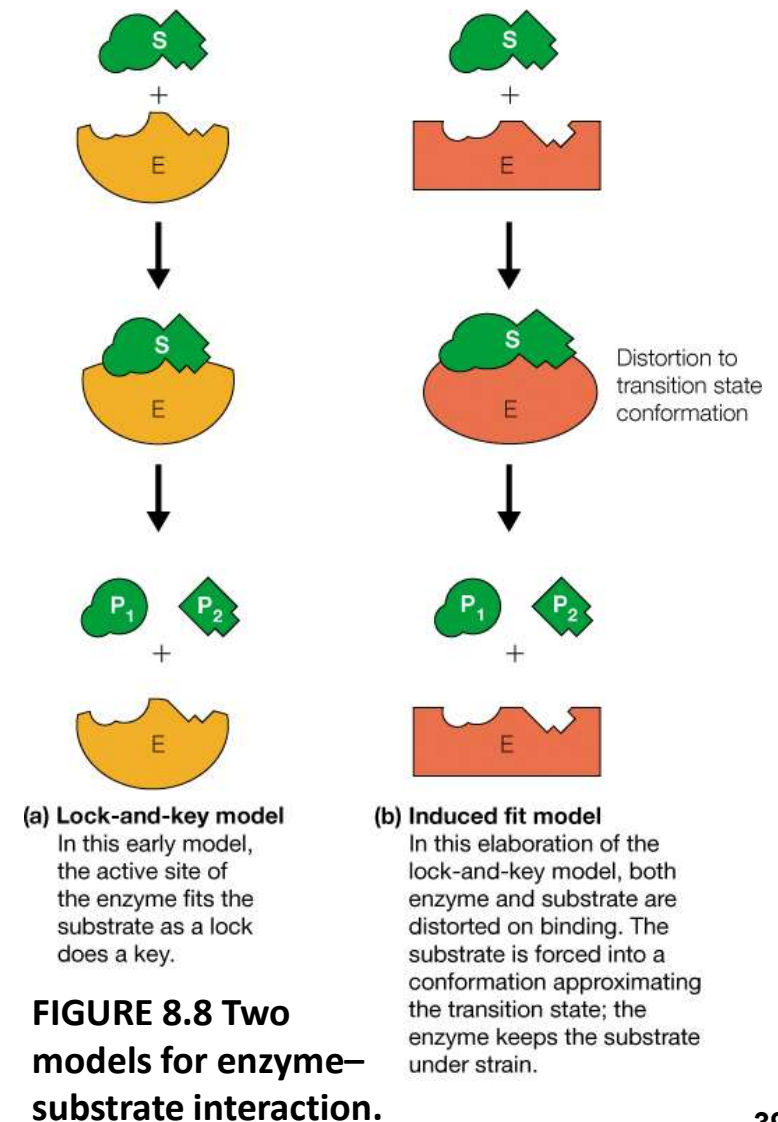 S
+
E
S
E
P1 P2
+
E
(a) Lock-and-key model
In this early model,
the active site of
the enzyme fits the
substrate as a lock
does a key.
S
+
E
S
E
Distortion to
transition state
conformation
P1 P2
+
E
(b) Induced fit model
In this elaboration of the
lock-and-key model, both
enzyme and substrate are
distorted on binding. The
substrate is forced into a
conformation approximating
the transition state; the
enzyme keeps the substrate
under strain.
FIGURE 8.8 Two
models for enzyme–
substrate interaction.
39